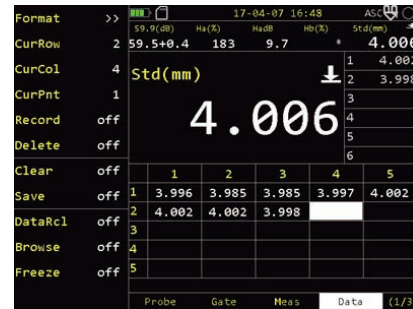 Format >>
CurRow 2
CurCol 4
CurPnt 1
Record off
Delete off
Clear off
Save off
DataRcl off
Browse off
Freeze off
17-04-07 16:48 ASC
59.9(dB) Ha(%) HadB Hb(%) Std(mm)
59.5+0.4 183 9.7 * 4.006
Std(mm)
4.006
1 4.002
2 3.998
3
4
5
6
1 2 3 4 5
1 3.996 3.985 3.985 3.997 4.002
2 4.002 4.002 3.998
3
4
5
Probe Gate Meas Data (1/3